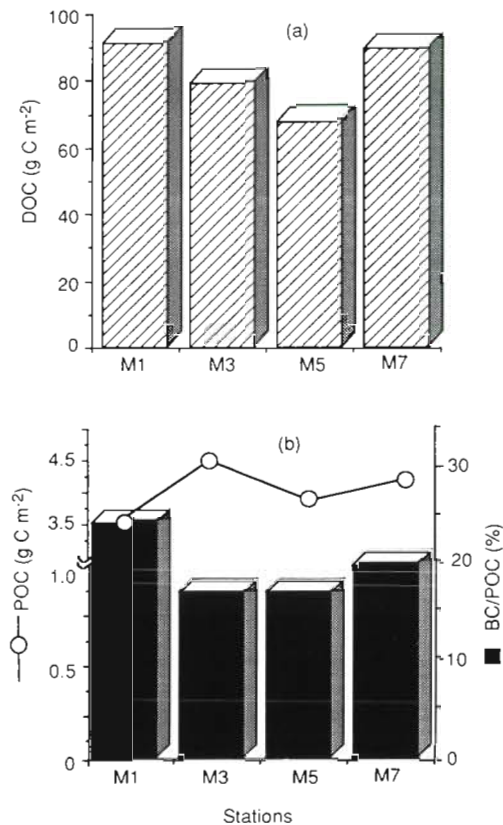 (a)
100
80
60
40
20
0
DOC (g C m⁻²)
M1 M3 M5 M7
(b)
4.5
3.5
1.0
0.5
0
POC (g C m⁻²)
30
20
10
0
BC/POC (%)
M1 M3 M5 M7
Stations